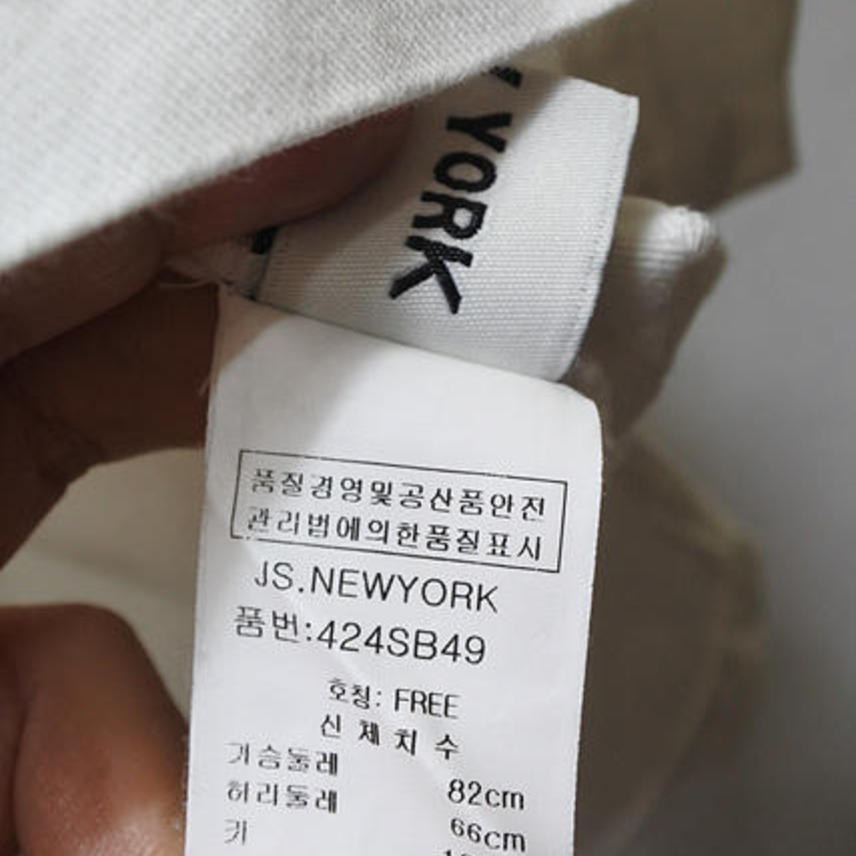 YORK
품질경영및공산품안전
관리법에의한품질표시
JS.NEWYORK
품번:424SB49
호칭: FREE
신체치수
가슴둘레 82cm
허리둘레 66cm
키